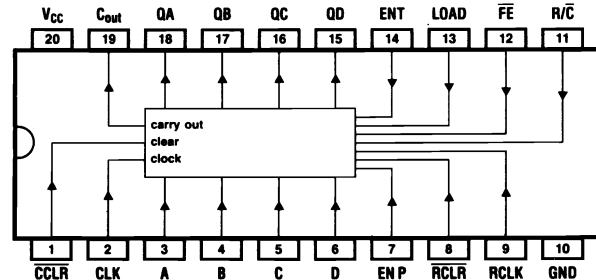 VCC Cout QA QB QC QD ENT LOAD FE R/C
20 19 18 17 16 15 14 13 12 11
carry out
clear
clock
1 2 3 4 5 6 7 8 9 10
CCLR CLK A B C D EN P RCLR RCLK GND